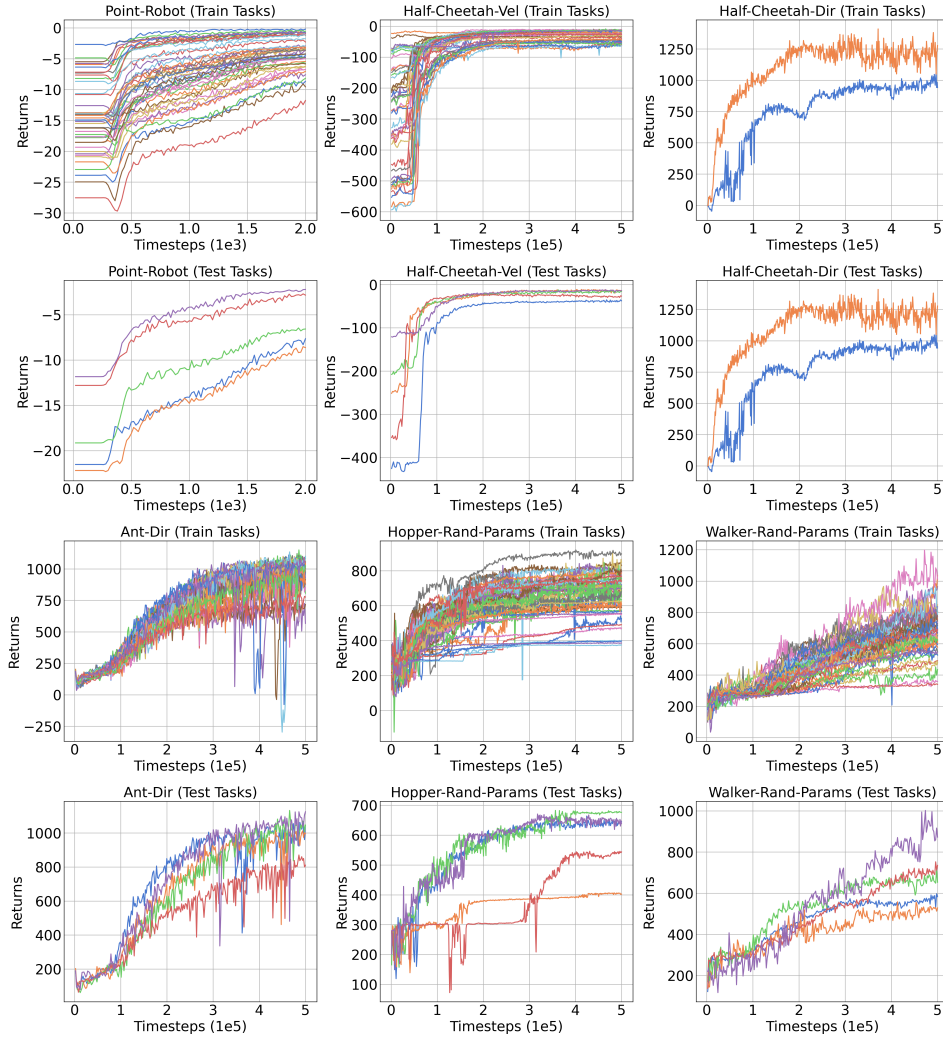 Point-Robot (Train Tasks)
Returns
0
−5
−10
−15
−20
−25
−30
0.0 0.5 1.0 1.5 2.0
Timesteps (1e3)
Half-Cheetah-Vel (Train Tasks)
Returns
0
−100
−200
−300
−400
−500
−600
0 1 2 3 4 5
Timesteps (1e5)
Half-Cheetah-Dir (Train Tasks)
Returns
1250
1000
750
500
250
0
0 1 2 3 4 5
Timesteps (1e5)
Point-Robot (Test Tasks)
Returns
−5
−10
−15
−20
0.0 0.5 1.0 1.5 2.0
Timesteps (1e3)
Half-Cheetah-Vel (Test Tasks)
Returns
0
−100
−200
−300
−400
0 1 2 3 4 5
Timesteps (1e5)
Half-Cheetah-Dir (Test Tasks)
Returns
1250
1000
750
500
250
0
0 1 2 3 4 5
Timesteps (1e5)
Ant-Dir (Train Tasks)
Returns
1000
750
500
250
0
−250
0 1 2 3 4 5
Timesteps (1e5)
Hopper-Rand-Params (Train Tasks)
Returns
800
600
400
200
0
0 1 2 3 4 5
Timesteps (1e5)
Walker-Rand-Params (Train Tasks)
Returns
1200
1000
800
600
400
200
0
0 1 2 3 4 5
Timesteps (1e5)
Ant-Dir (Test Tasks)
Returns
1000
800
600
400
200
0 1 2 3 4 5
Timesteps (1e5)
Hopper-Rand-Params (Test Tasks)
Returns
700
600
500
400
300
200
100
0 1 2 3 4 5
Timesteps (1e5)
Walker-Rand-Params (Test Tasks)
Returns
1000
800
600
400
200
0 1 2 3 4 5
Timesteps (1e5)